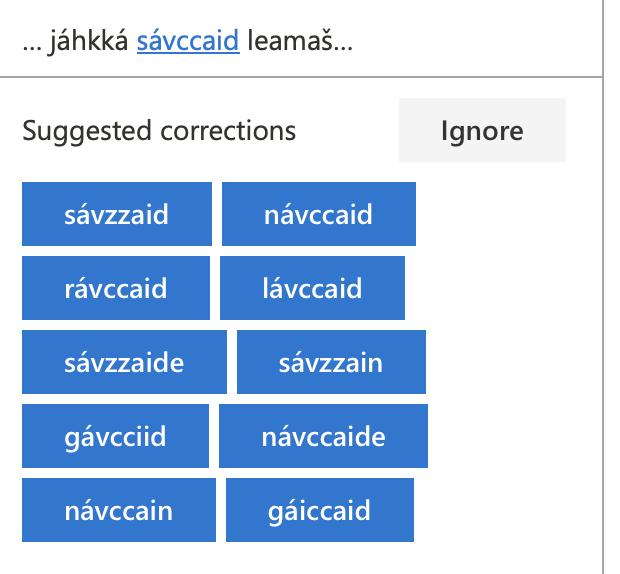 ... jáhkká sávccaid leamaš...
Suggested corrections Ignore
sávzzaid návccaid
rávccaid lávccaid
sávzzaide sávzzain
gávcciid návccaide
návccain gáiccaid